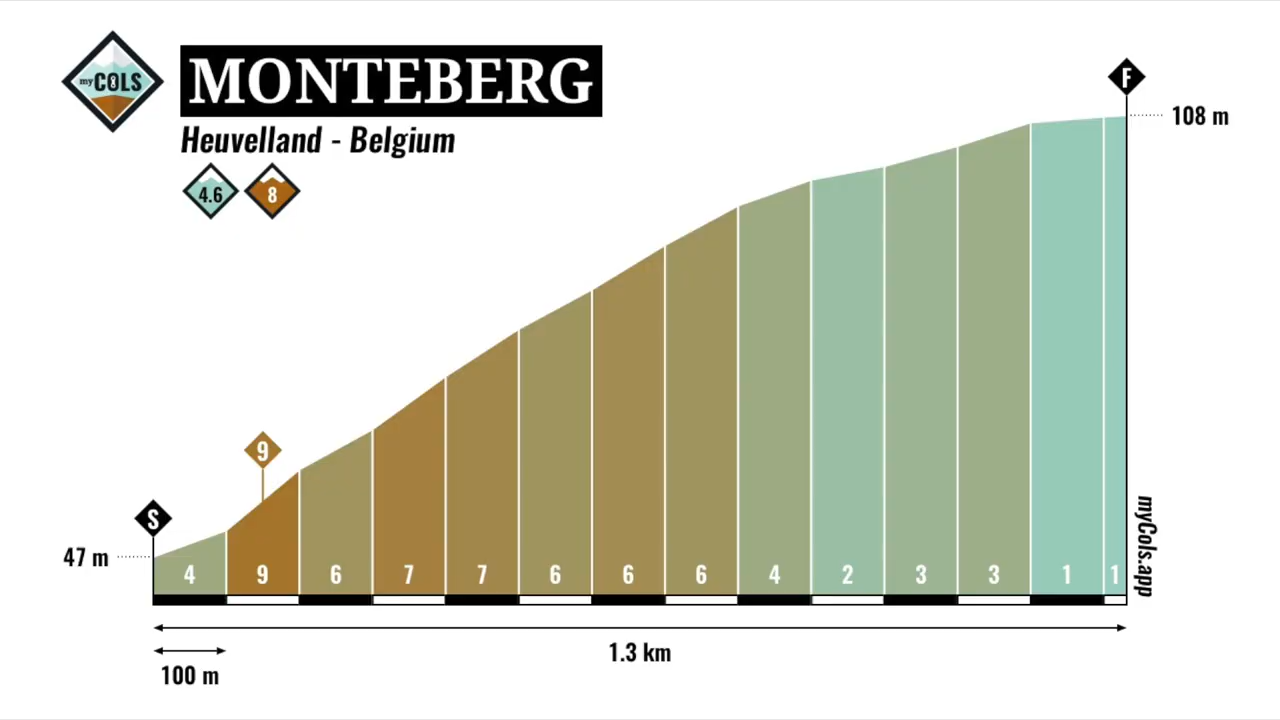 myCOLS
MONTEBERG
Heuvelland - Belgium
4.6 8
F
108 m
9
S
47 m
4 9 6 7 7 6 6 6 4 2 3 3 1 1
myCols.app
1.3 km
100 m